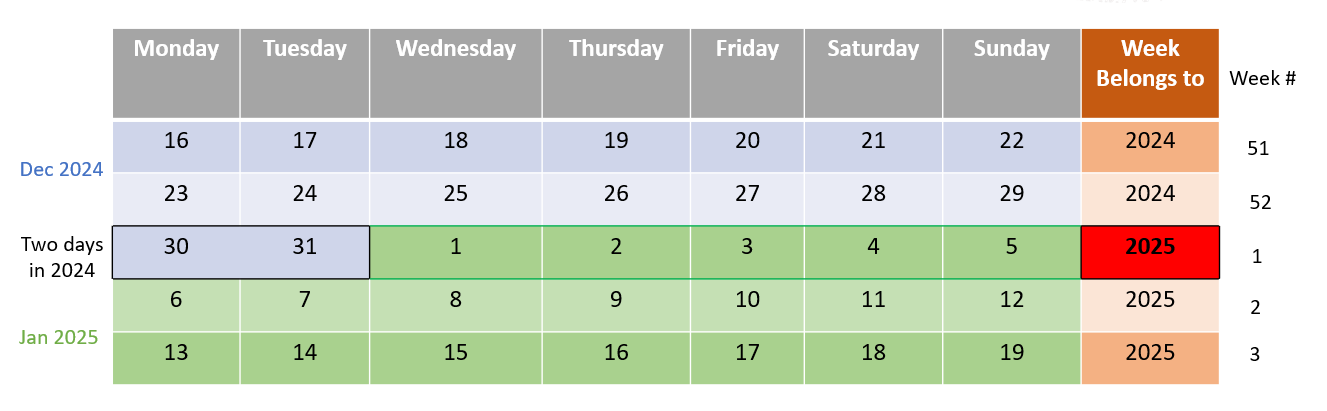 Monday Tuesday Wednesday Thursday Friday Saturday Sunday Week
Belongs to
Week #
16 17 18 19 20 21 22 2024 51
Dec 2024
23 24 25 26 27 28 29 2024 52
Two days
in 2024
30 31 1 2 3 4 5 2025 1
6 7 8 9 10 11 12 2025 2
Jan 2025
13 14 15 16 17 18 19 2025 3